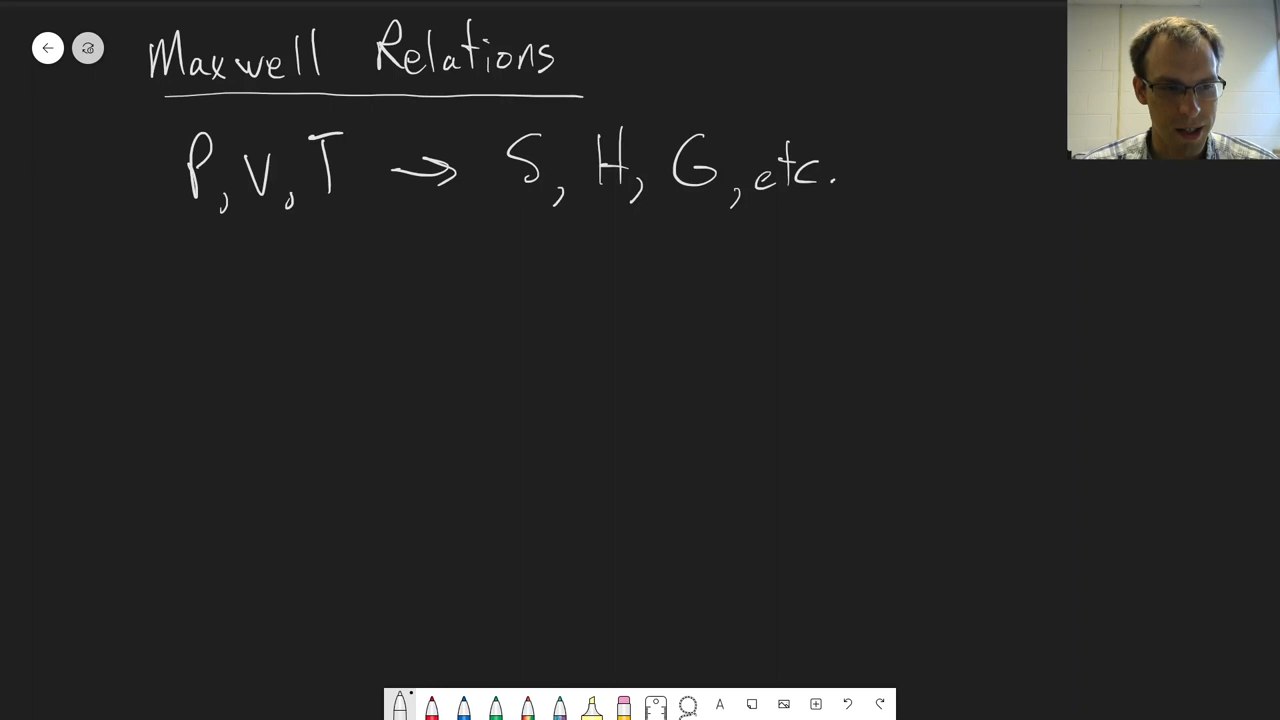 Maxwell Relations
P, V, T → S, H, G, etc.
A